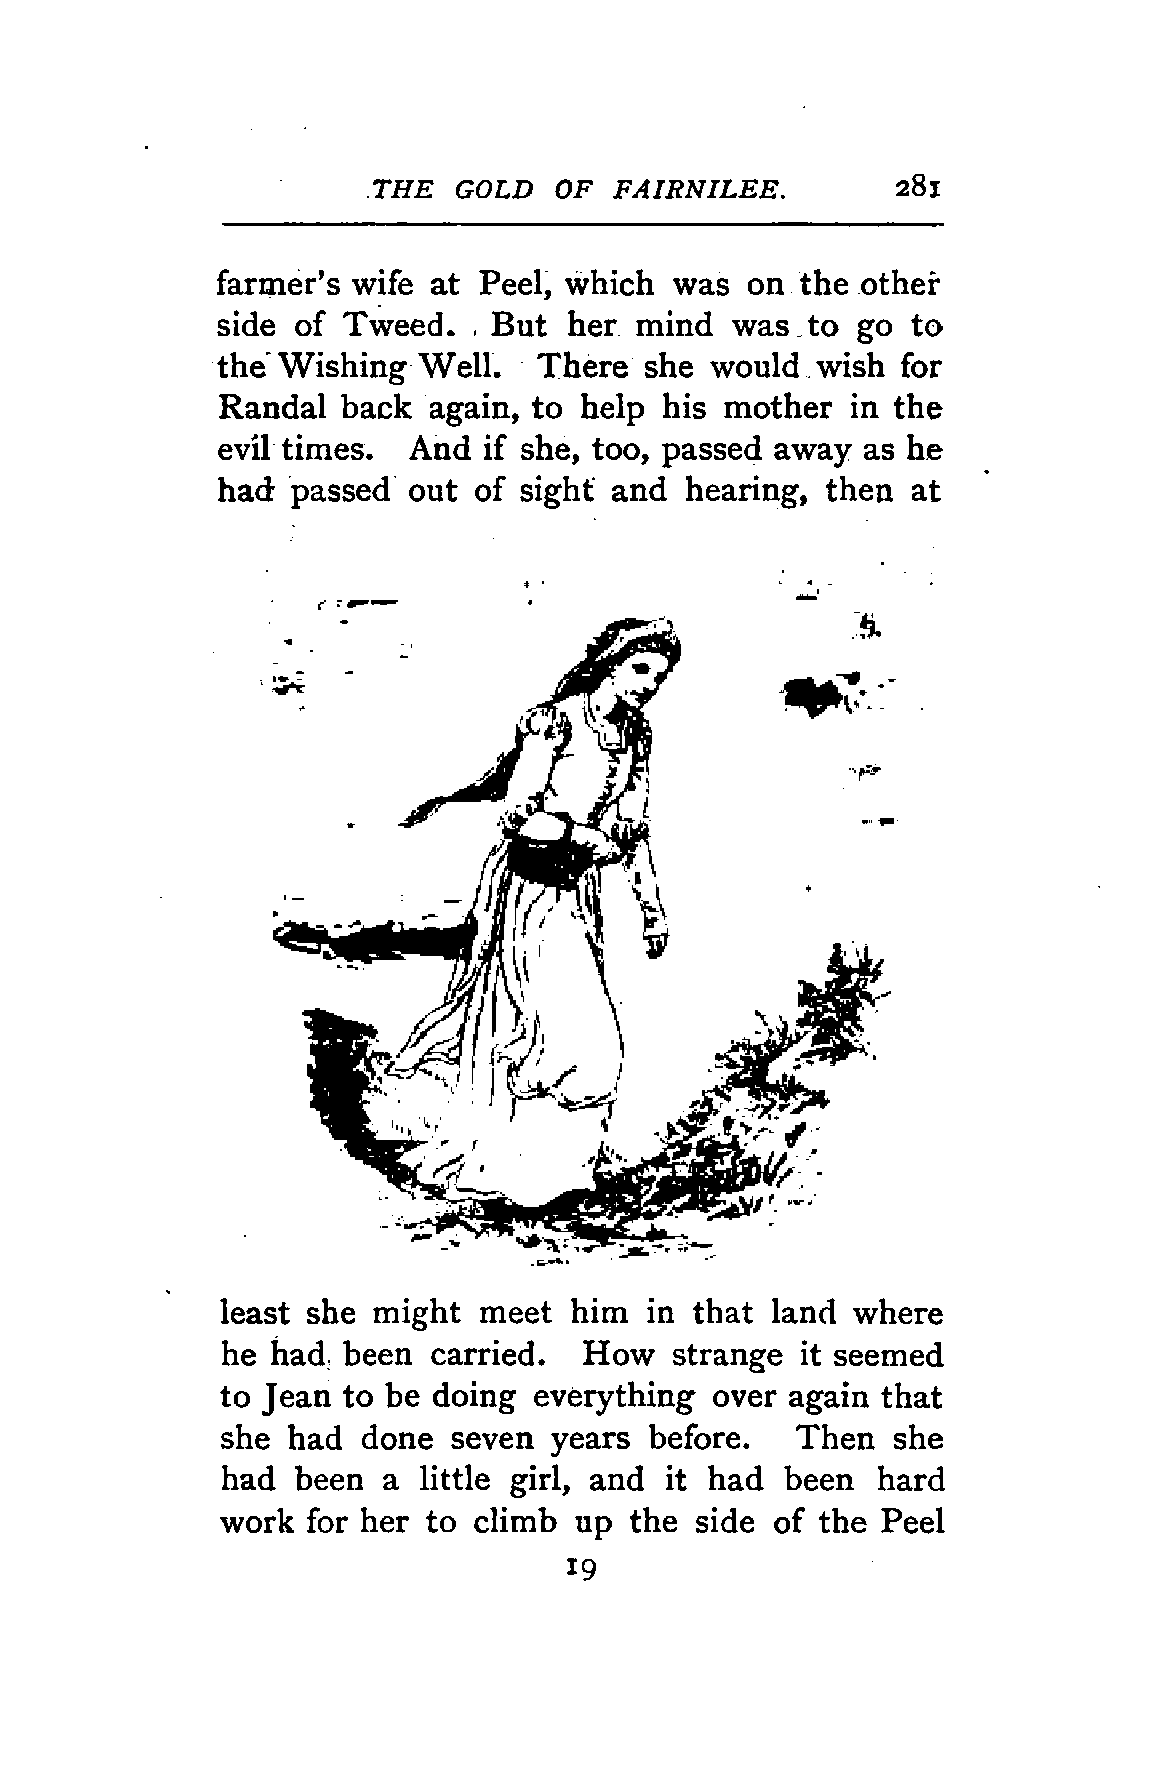 THE GOLD OF FAIRNILEE. 281
farmer's wife at Peel, which was on the other
side of Tweed. But her mind was to go to
the Wishing Well. There she would wish for
Randal back again, to help his mother in the
evil times. And if she, too, passed away as he
had passed out of sight and hearing, then at
least she might meet him in that land where
he had been carried. How strange it seemed
to Jean to be doing everything over again that
she had done seven years before. Then she
had been a little girl, and it had been hard
work for her to climb up the side of the Peel
19